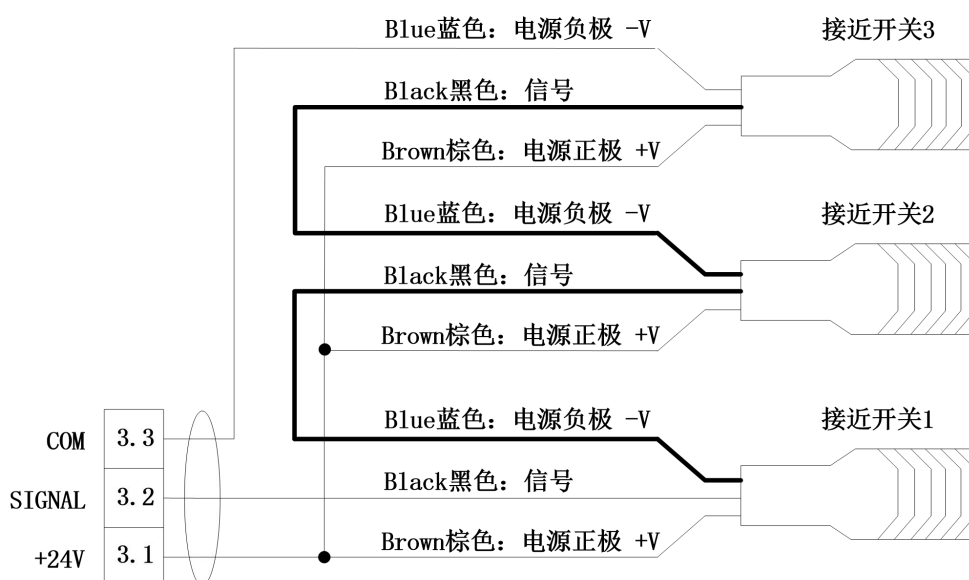 Blue蓝色：电源负极 -V
接近开关3
Black黑色：信号
Brown棕色：电源正极 +V
Blue蓝色：电源负极 -V
接近开关2
Black黑色：信号
Brown棕色：电源正极 +V
Blue蓝色：电源负极 -V
接近开关1
COM 3.3
Black黑色：信号
SIGNAL 3.2
Brown棕色：电源正极 +V
+24V 3.1